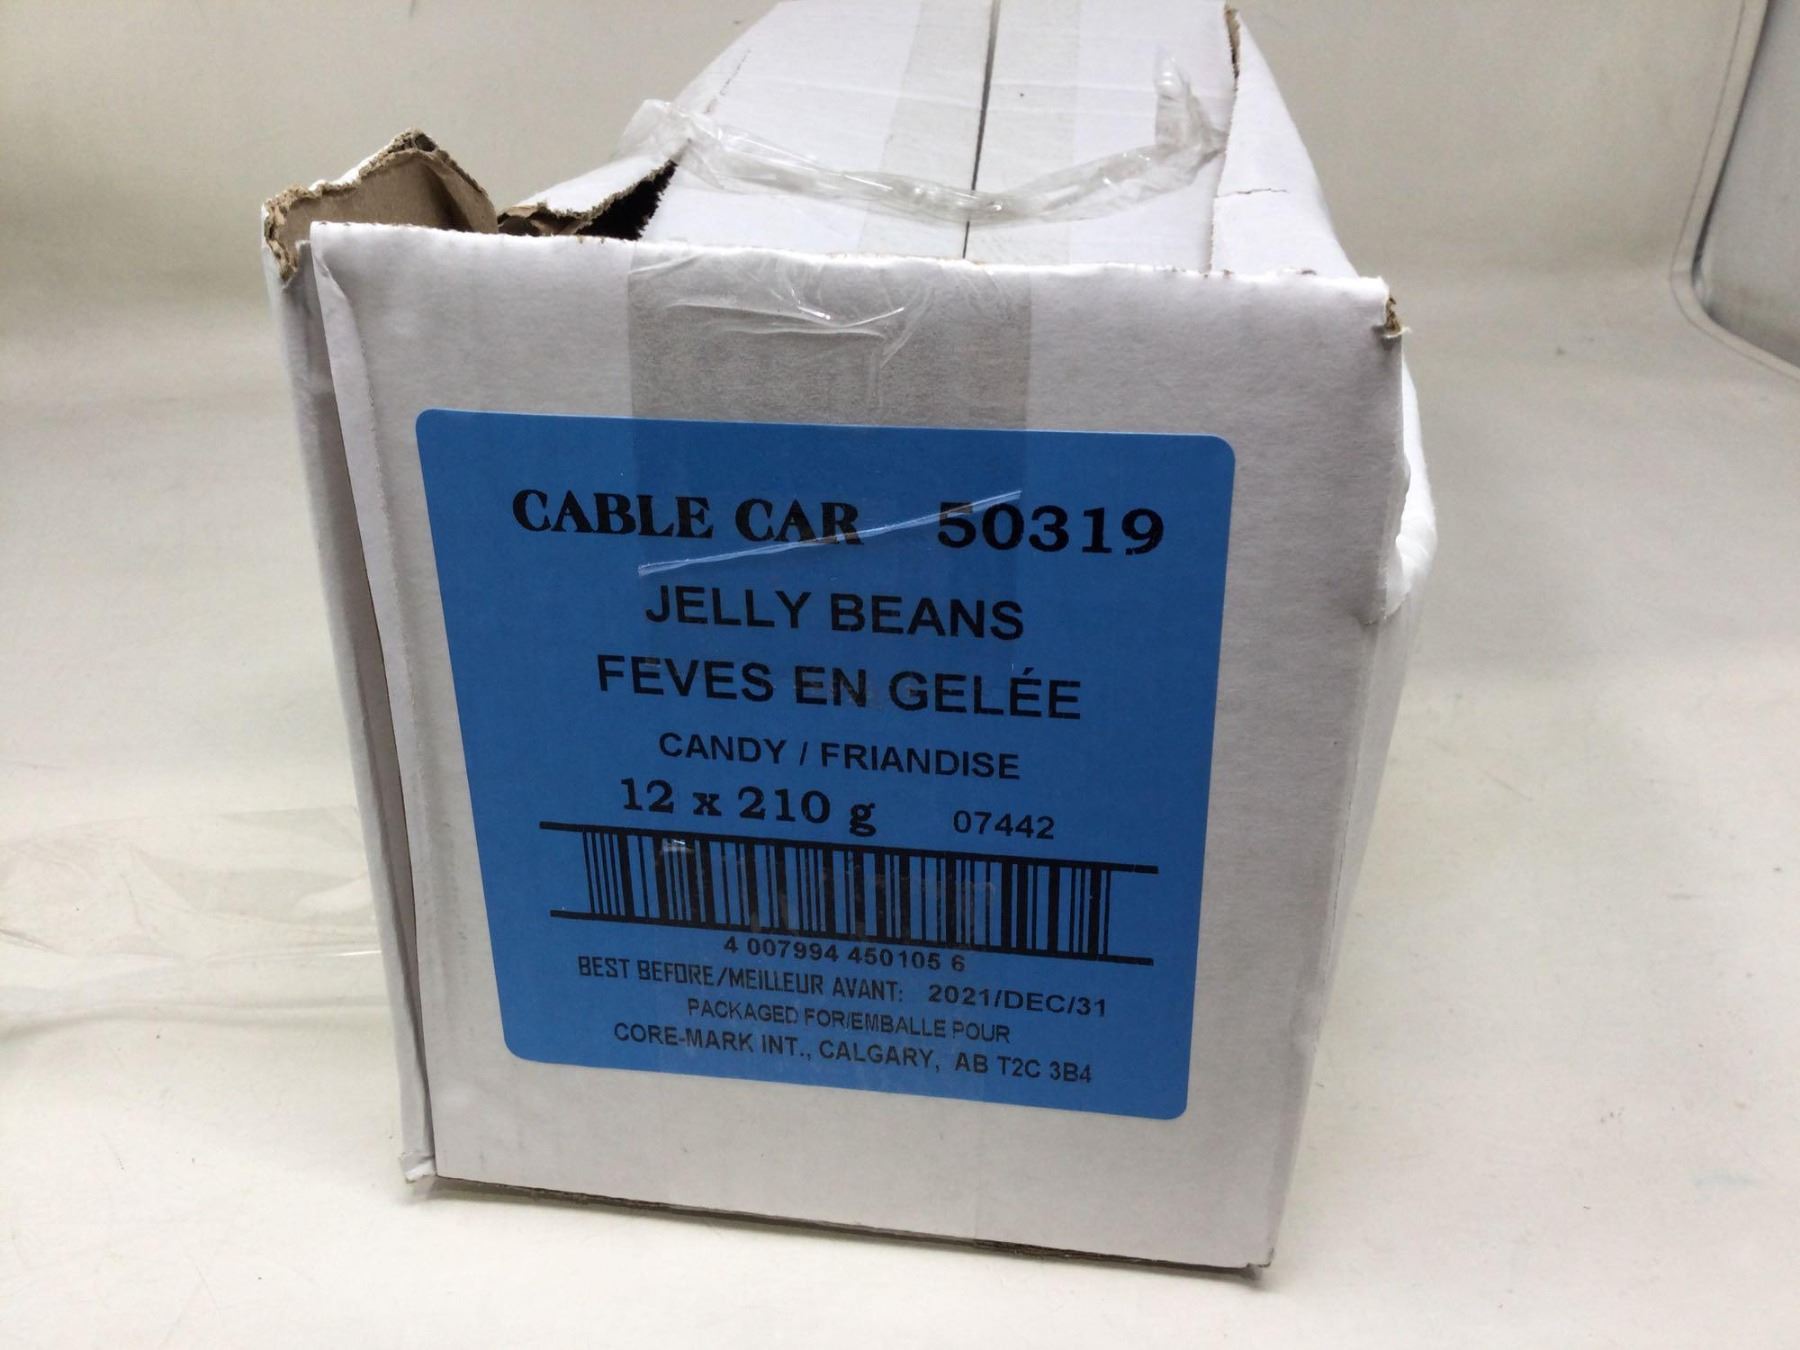 CABLE CAR 50319
JELLY BEANS
FEVES EN GELÉE
CANDY / FRIANDISE
12 x 210 g 07442
4 007994 450105 6
BEST BEFORE/MEILLEUR AVANT: 2021/DEC/31
PACKAGED FOR/EMBALLE POUR
CORE-MARK INT., CALGARY, AB T2C 3B4